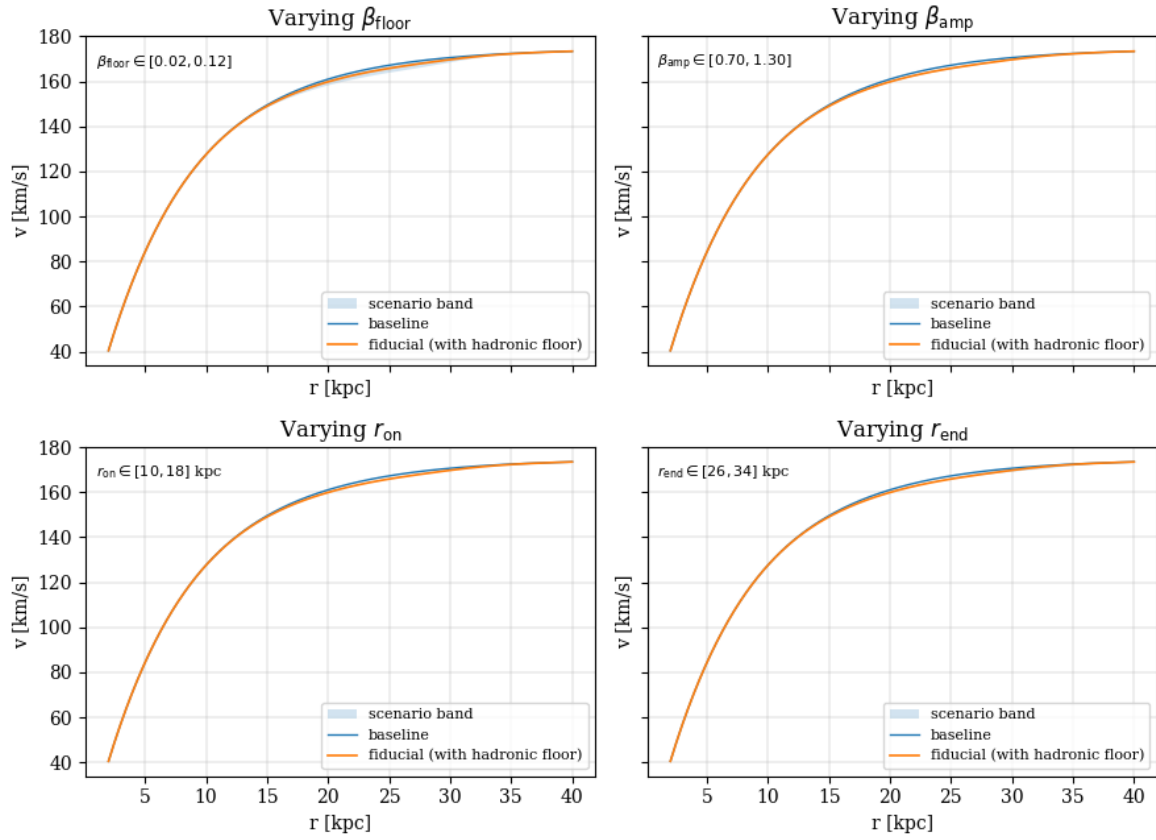 Varying β_floor
180
160
140
120
100
80
60
40
v [km/s]
β_floor ∈ [0.02, 0.12]
scenario band
baseline
fiducial (with hadronic floor)
r [kpc]
Varying β_amp
v [km/s]
β_amp ∈ [0.70, 1.30]
scenario band
baseline
fiducial (with hadronic floor)
r [kpc]
Varying r_on
180
160
140
120
100
80
60
40
v [km/s]
r_on ∈ [10, 18] kpc
scenario band
baseline
fiducial (with hadronic floor)
5 10 15 20 25 30 35 40
r [kpc]
Varying r_end
v [km/s]
r_end ∈ [26, 34] kpc
scenario band
baseline
fiducial (with hadronic floor)
5 10 15 20 25 30 35 40
r [kpc]